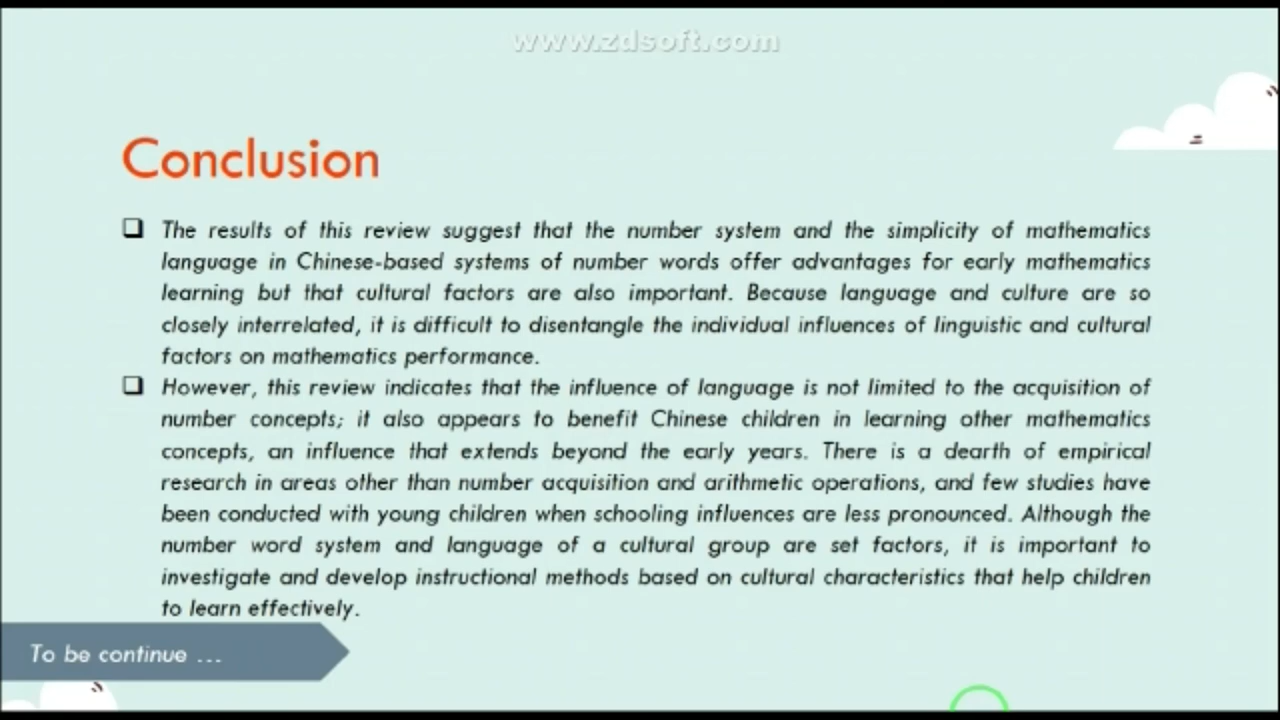 www.zdsoft.com
Conclusion
The results of this review suggest that the number system and the simplicity of mathematics
language in Chinese-based systems of number words offer advantages for early mathematics
learning but that cultural factors are also important. Because language and culture are so
closely interrelated, it is difficult to disentangle the individual influences of linguistic and cultural
factors on mathematics performance.
However, this review indicates that the influence of language is not limited to the acquisition of
number concepts; it also appears to benefit Chinese children in learning other mathematics
concepts, an influence that extends beyond the early years. There is a dearth of empirical
research in areas other than number acquisition and arithmetic operations, and few studies have
been conducted with young children when schooling influences are less pronounced. Although the
number word system and language of a cultural group are set factors, it is important to
investigate and develop instructional methods based on cultural characteristics that help children
to learn effectively.
To be continue ...